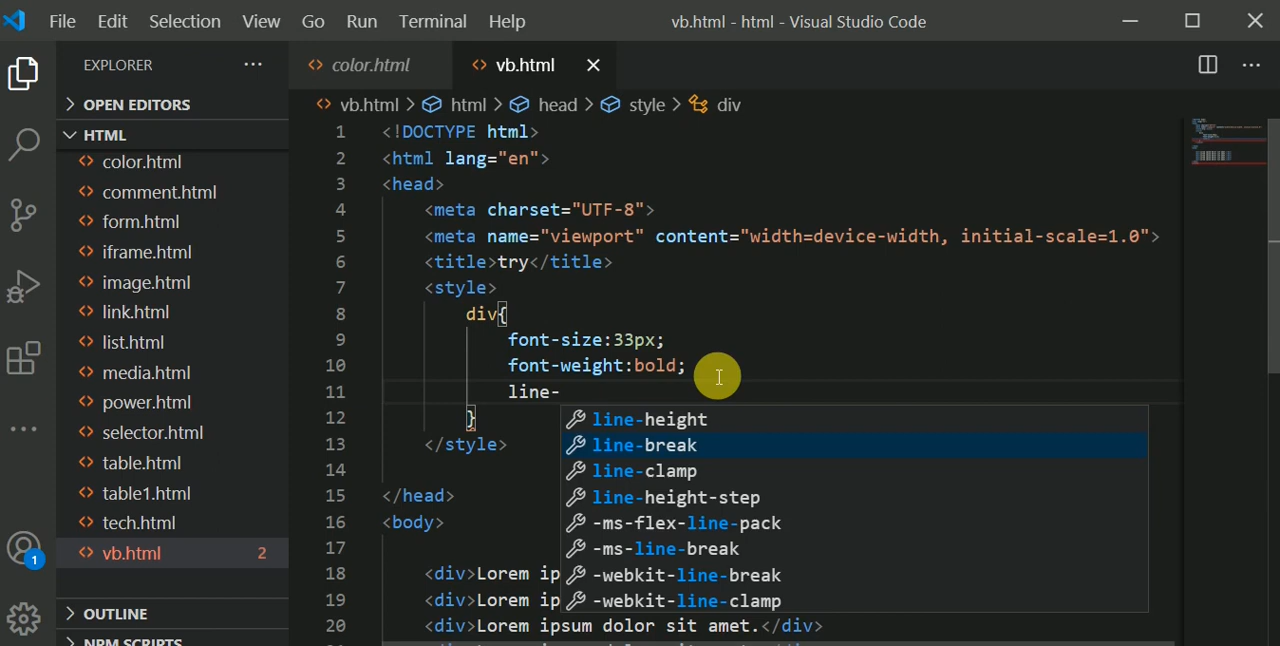 File Edit Selection View Go Run Terminal Help vb.html - html - Visual Studio Code
EXPLORER ···
OPEN EDITORS
HTML
color.html
comment.html
form.html
iframe.html
image.html
link.html
list.html
media.html
power.html
selector.html
table.html
table1.html
tech.html
vb.html 2
OUTLINE
NPM SCRIPTS
1
color.html vb.html
vb.html > html > head > style > div
1 <!DOCTYPE html>
2 <html lang="en">
3 <head>
4 <meta charset="UTF-8">
5 <meta name="viewport" content="width=device-width, initial-scale=1.0">
6 <title>try</title>
7 <style>
8 div{
9 font-size:33px;
10 font-weight:bold;
11 line-
12 }
13 </style>
14
15 </head>
16 <body>
17
18 <div>Lorem ip
19 <div>Lorem ip
20 <div>Lorem ipsum dolor sit amet.</div>
line-height
line-break
line-clamp
line-height-step
-ms-flex-line-pack
-ms-line-break
-webkit-line-break
-webkit-line-clamp